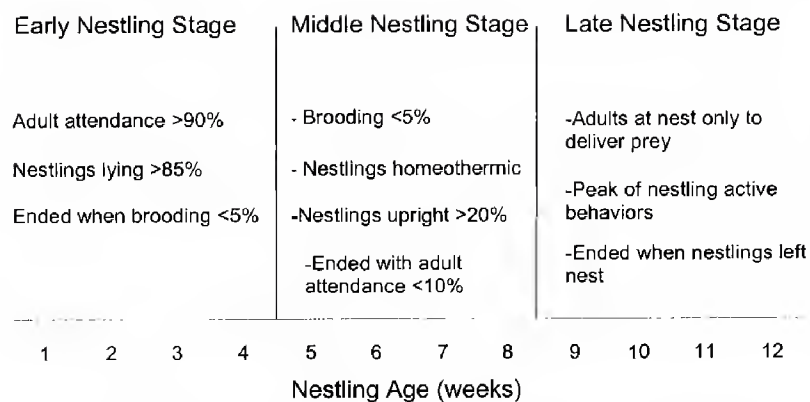 Early Nestling Stage
Adult attendance >90%
Nestlings lying >85%
Ended when brooding <5%
Middle Nestling Stage
- Brooding <5%
- Nestlings homeothermic
-Nestlings upright >20%
-Ended with adult
attendance <10%
Late Nestling Stage
-Adults at nest only to
deliver prey
-Peak of nestling active
behaviors
-Ended when nestlings left
nest
1 2 3 4 5 6 7 8 9 10 11 12
Nestling Age (weeks)